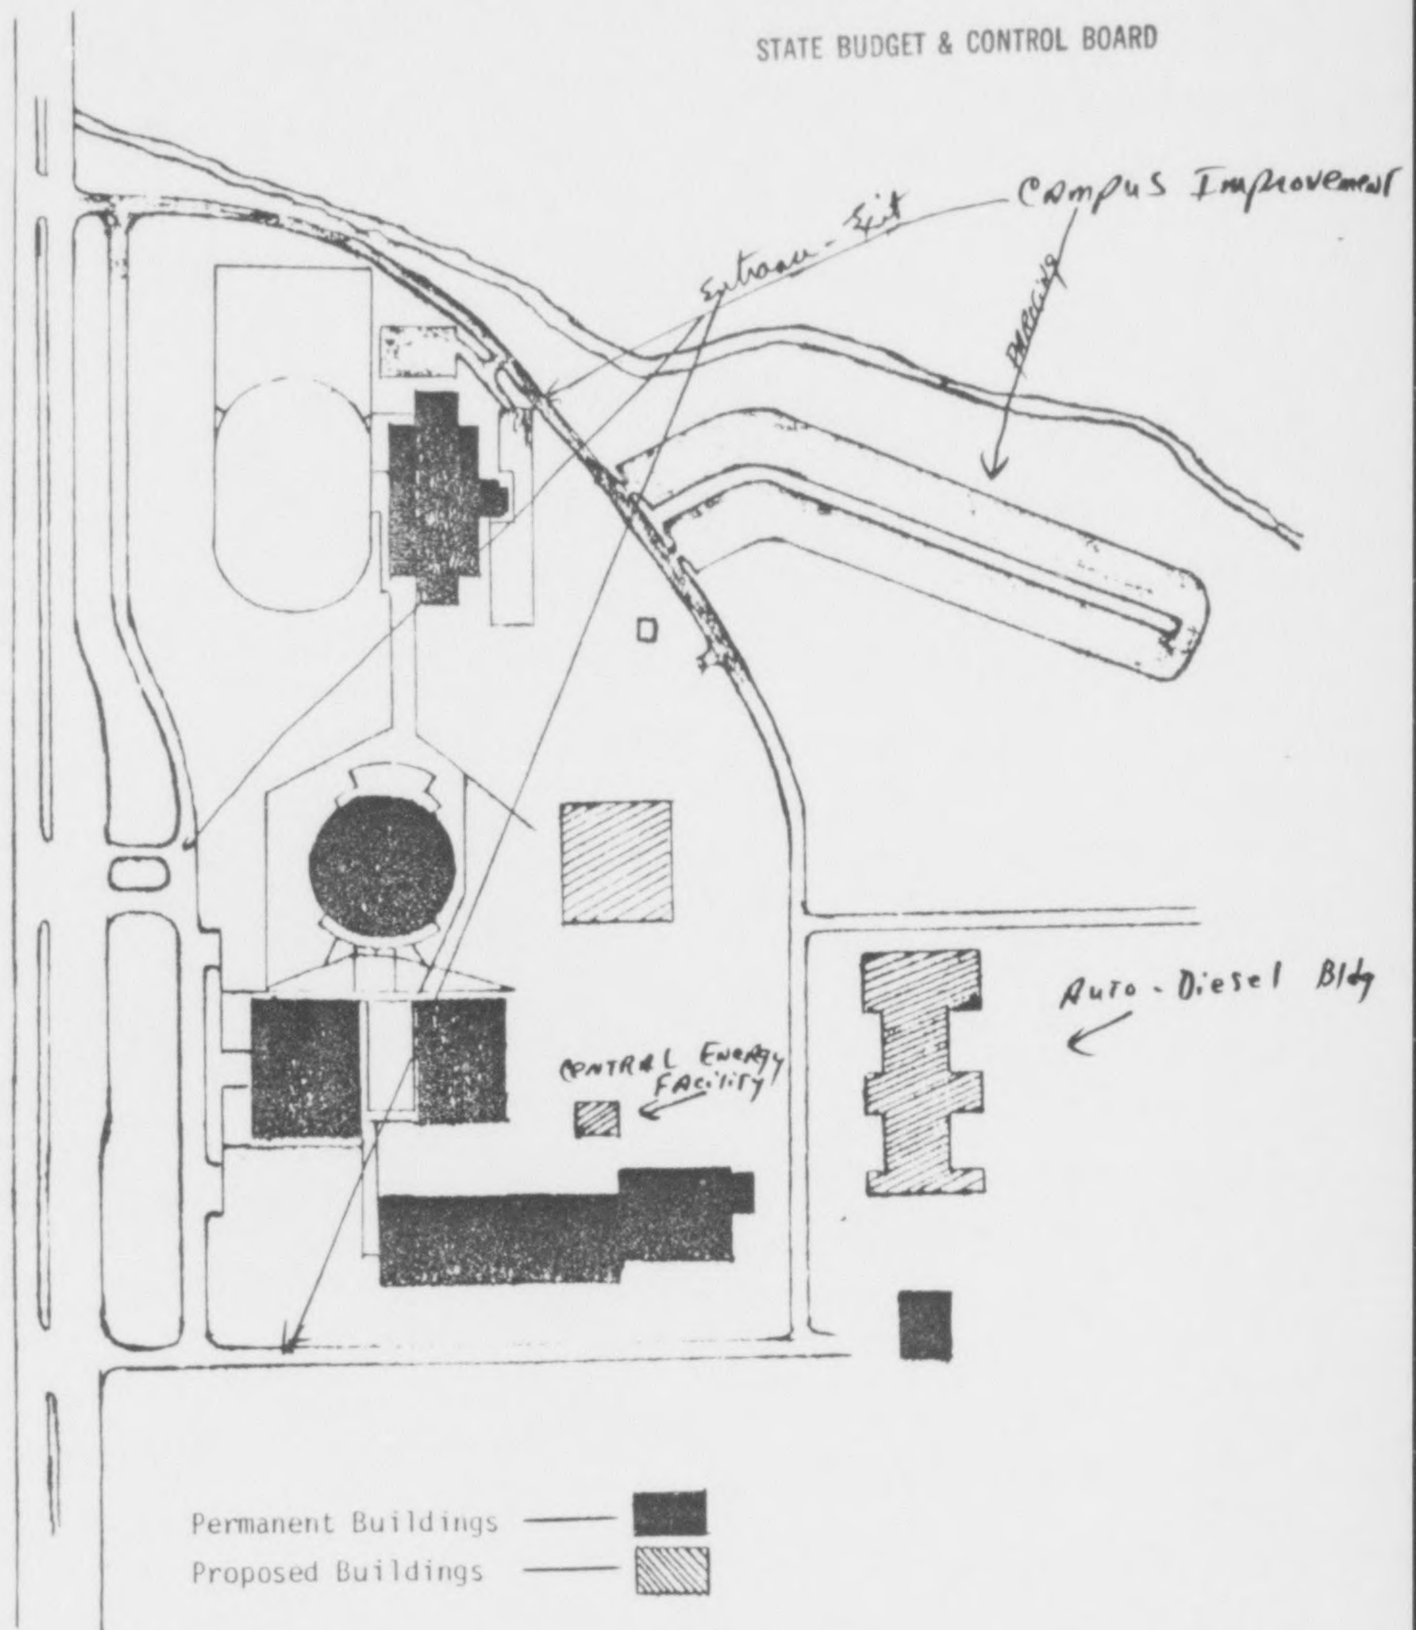 STATE BUDGET & CONTROL BOARD
Campus Improvement
Entrance - Exit
PARKING
Auto-Diesel Bldg
CENTRAL ENERGY
FACILITY
Permanent Buildings
Proposed Buildings